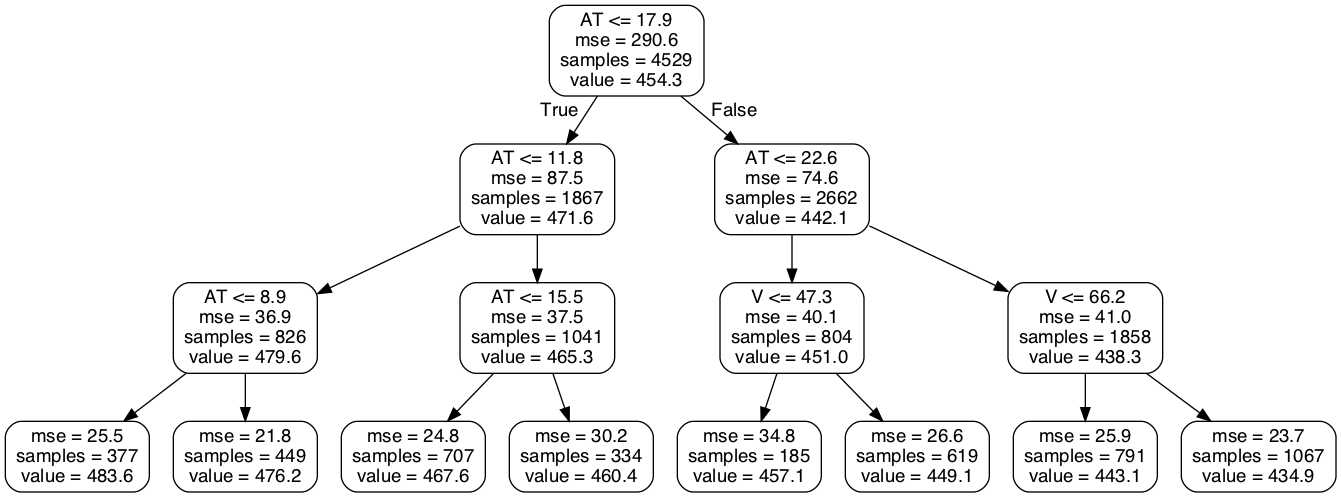 AT <= 17.9
mse = 290.6
samples = 4529
value = 454.3
True
False
AT <= 11.8
mse = 87.5
samples = 1867
value = 471.6
AT <= 22.6
mse = 74.6
samples = 2662
value = 442.1
AT <= 8.9
mse = 36.9
samples = 826
value = 479.6
AT <= 15.5
mse = 37.5
samples = 1041
value = 465.3
V <= 47.3
mse = 40.1
samples = 804
value = 451.0
V <= 66.2
mse = 41.0
samples = 1858
value = 438.3
mse = 25.5
samples = 377
value = 483.6
mse = 21.8
samples = 449
value = 476.2
mse = 24.8
samples = 707
value = 467.6
mse = 30.2
samples = 334
value = 460.4
mse = 34.8
samples = 185
value = 457.1
mse = 26.6
samples = 619
value = 449.1
mse = 25.9
samples = 791
value = 443.1
mse = 23.7
samples = 1067
value = 434.9